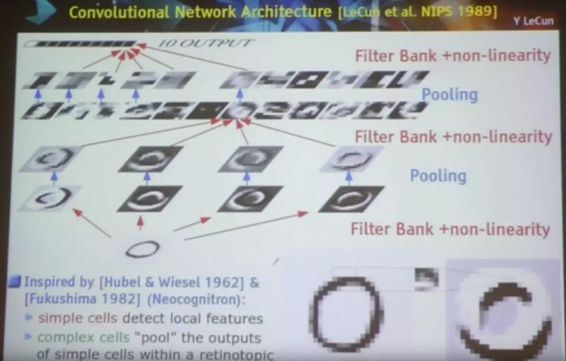 Convolutional Network Architecture [LeCun et al. NIPS 1989]
Y LeCun
10 OUTPUT
Filter Bank +non-linearity
Pooling
Filter Bank +non-linearity
Pooling
Filter Bank +non-linearity
Inspired by [Hubel & Wiesel 1962] &
[Fukushima 1982] (Neocognitron):
simple cells detect local features
complex cells "pool" the outputs
of simple cells within a retinotopic